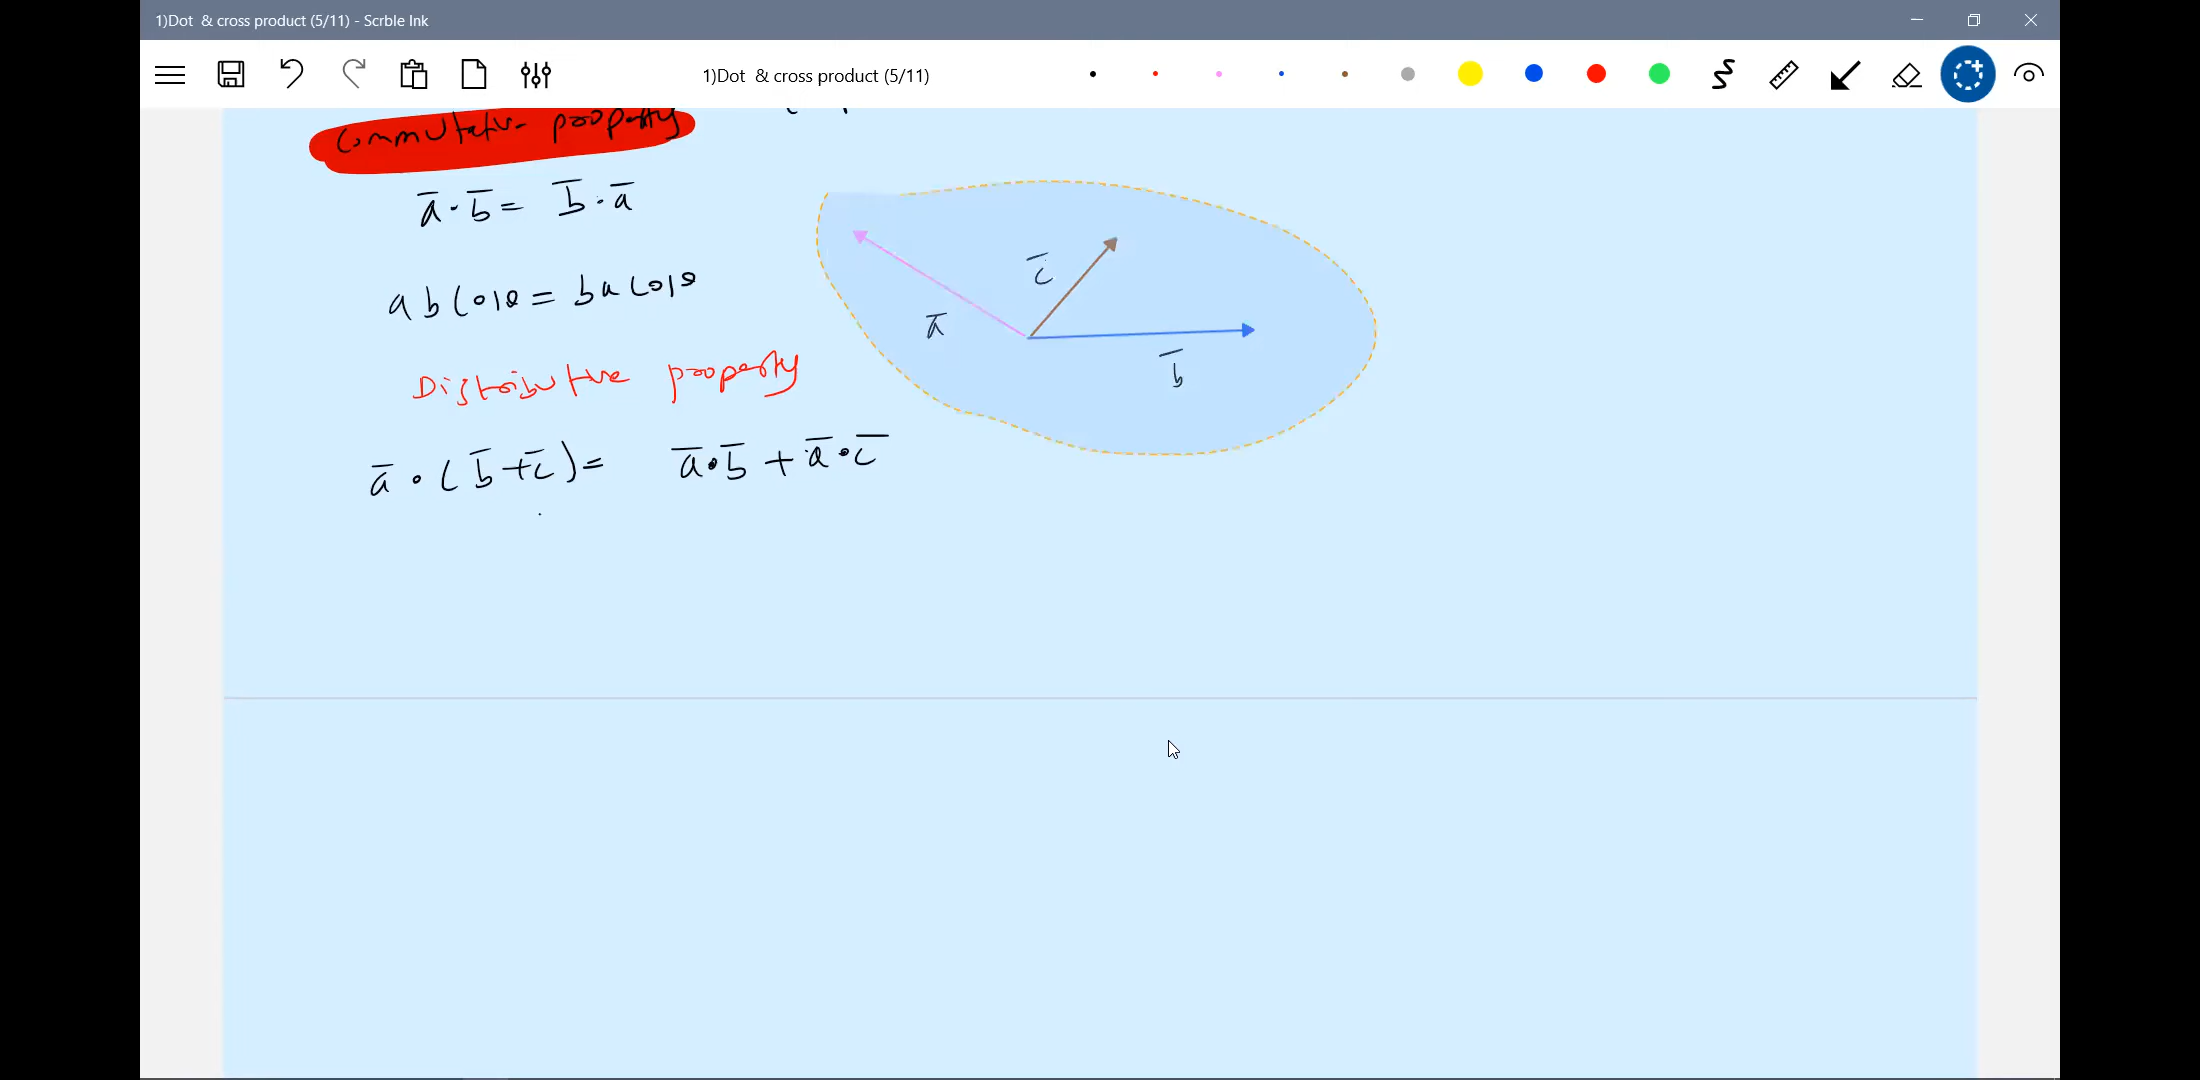 1)Dot & cross product (5/11) - Scrble Ink
1)Dot & cross product (5/11)
commutative property
a̅ · b̅ = b̅ · a̅
a b cosθ = b a cosθ
c̅
a̅
b̅
Distributive property
a̅ · ( b̅ + c̅ ) = a̅ · b̅ + a̅ · c̅